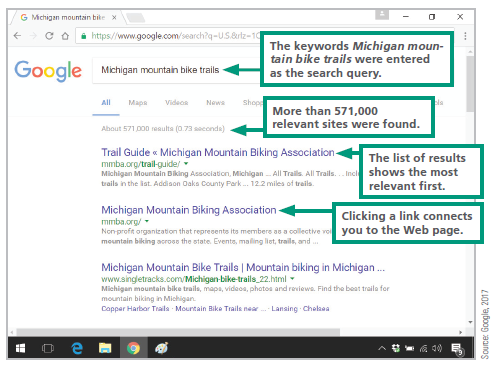 Michigan mountain bike
https://www.google.com/search?q=U.S.&rlz=1C
The keywords Michigan moun-
tain bike trails were entered
as the search query.
Google
Michigan mountain bike trails
All Maps Videos News Shopp
More than 571,000
relevant sites were found.
About 571,000 results (0.23 seconds)
Trail Guide « Michigan Mountain Biking Association
mmba.org/trail-guide/
Michigan Mountain Biking Association, Michigan ... All Trails. All Trails. . . Inclu
trails in the list. Addison Oaks County Park ... 12.2 miles of trails.
The list of results
shows the most
relevant first.
Michigan Mountain Biking Association
mmba.org/
Non-profit organization that represents its members as a collective voi
mountain biking across the state. Events, mailing list, trails, and ...
Clicking a link connects
you to the Web page.
Michigan Mountain Bike Trails | Mountain biking in Michigan ...
www.singletracks.com/Michigan-bike-trails_22.html
Michigan mountain bike trails, maps, videos, photos and reviews. Find the best trails for
mountain biking in Michigan.
Copper Harbor Trails · Mountain Bike Trails near ... · Lansing · Chelsea
Source: Google, 2017